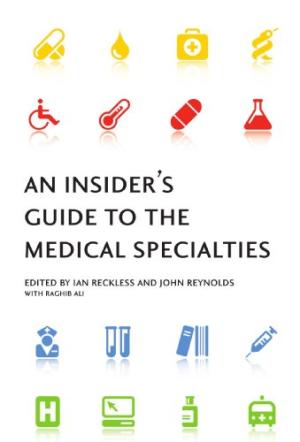 AN INSIDER'S
GUIDE TO THE
MEDICAL SPECIALTIES
EDITED BY IAN RECKLESS AND JOHN REYNOLDS
WITH RAGHIB ALI
H